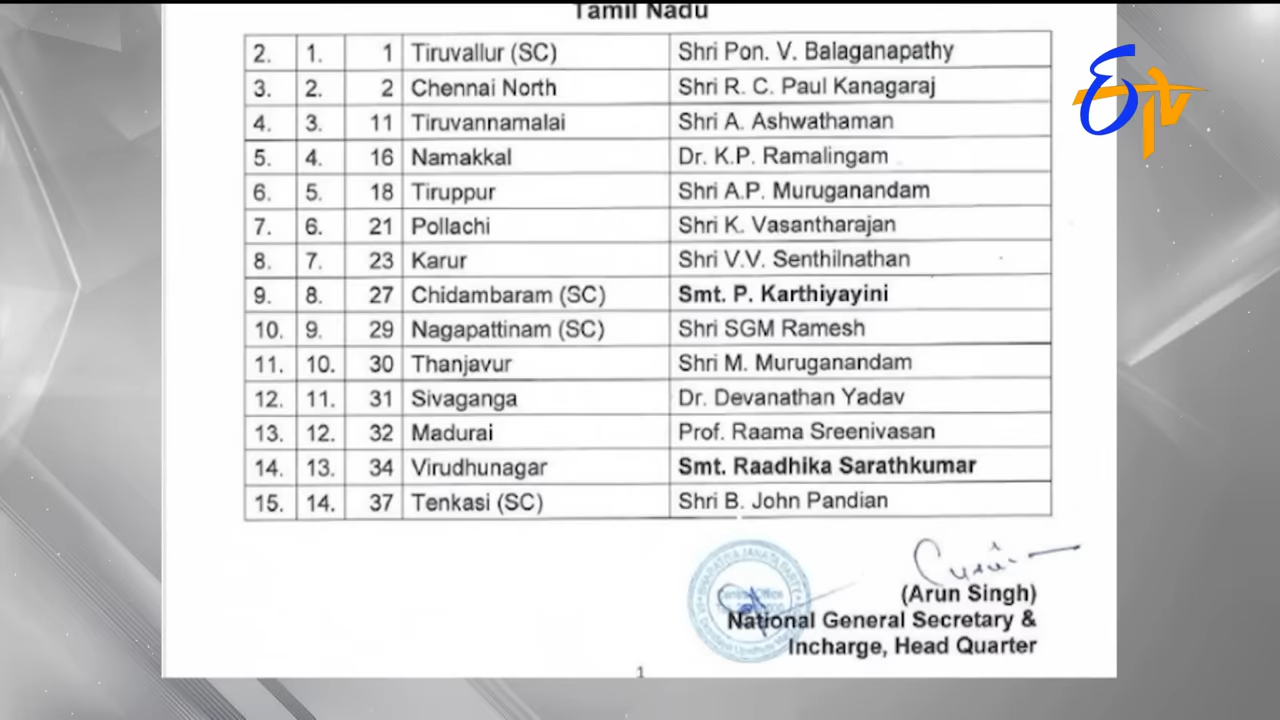 Tamil Nadu
2. 1. 1 Tiruvallur (SC) Shri Pon. V. Balaganapathy
3. 2. 2 Chennai North Shri R. C. Paul Kanagaraj
4. 3. 11 Tiruvannamalai Shri A. Ashwathaman
5. 4. 16 Namakkal Dr. K.P. Ramalingam
6. 5. 18 Tiruppur Shri A.P. Muruganandam
7. 6. 21 Pollachi Shri K. Vasantharajan
8. 7. 23 Karur Shri V.V. Senthilnathan
9. 8. 27 Chidambaram (SC) Smt. P. Karthiyayini
10. 9. 29 Nagapattinam (SC) Shri SGM Ramesh
11. 10. 30 Thanjavur Shri M. Muruganandam
12. 11. 31 Sivaganga Dr. Devanathan Yadav
13. 12. 32 Madurai Prof. Raama Sreenivasan
14. 13. 34 Virudhunagar Smt. Raadhika Sarathkumar
15. 14. 37 Tenkasi (SC) Shri B. John Pandian
(Arun Singh)
National General Secretary &
Incharge, Head Quarter
BHARATIYA JANATA PARTY
Office
1
ETV